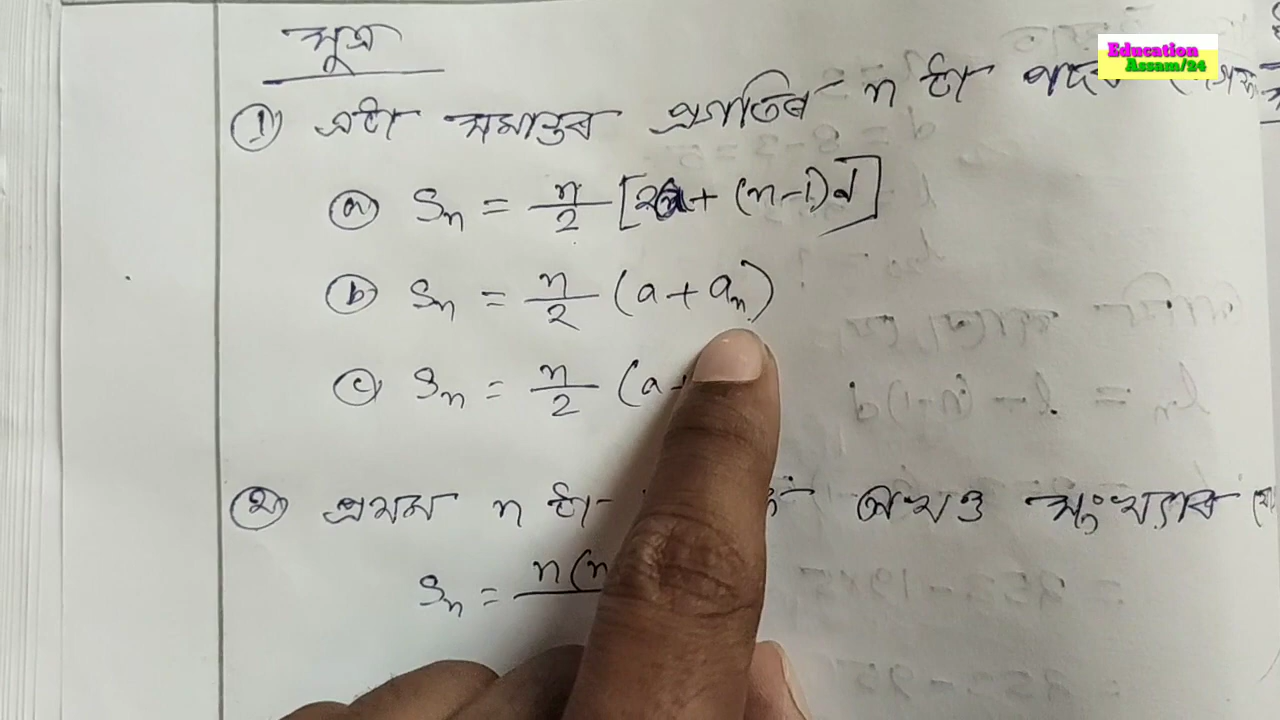 সূত্ৰ
Education
Assam/24
① এটা সমান্তৰ প্ৰগতিৰ n টা পদৰ
ⓐ Sn = n/2 [2a + (n-1)d]
ⓑ Sn = n/2 (a + an)
ⓒ Sn = n/2 (a+
② প্ৰথম n টা অখণ্ড সংখ্যাৰ
Sn = n(n